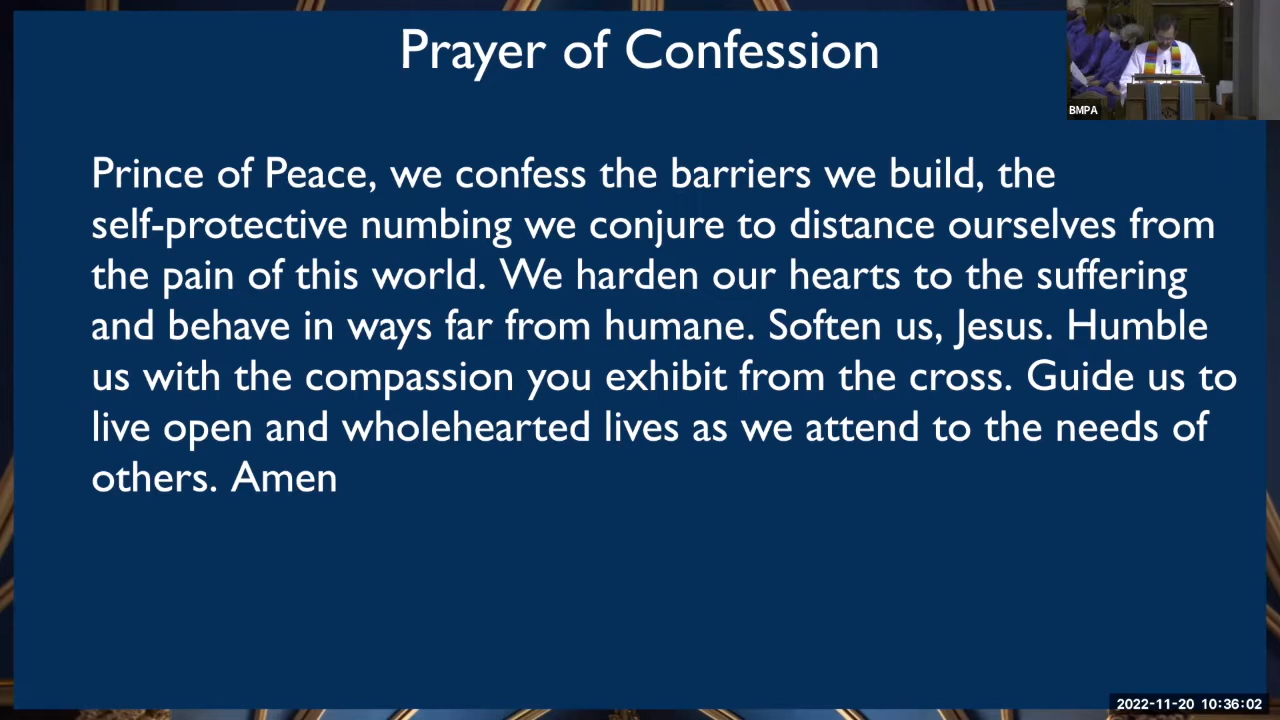 Prayer of Confession
BMPA
Prince of Peace, we confess the barriers we build, the
self-protective numbing we conjure to distance ourselves from
the pain of this world. We harden our hearts to the suffering
and behave in ways far from humane. Soften us, Jesus. Humble
us with the compassion you exhibit from the cross. Guide us to
live open and wholehearted lives as we attend to the needs of
others. Amen
2022-11-20 10:36:02